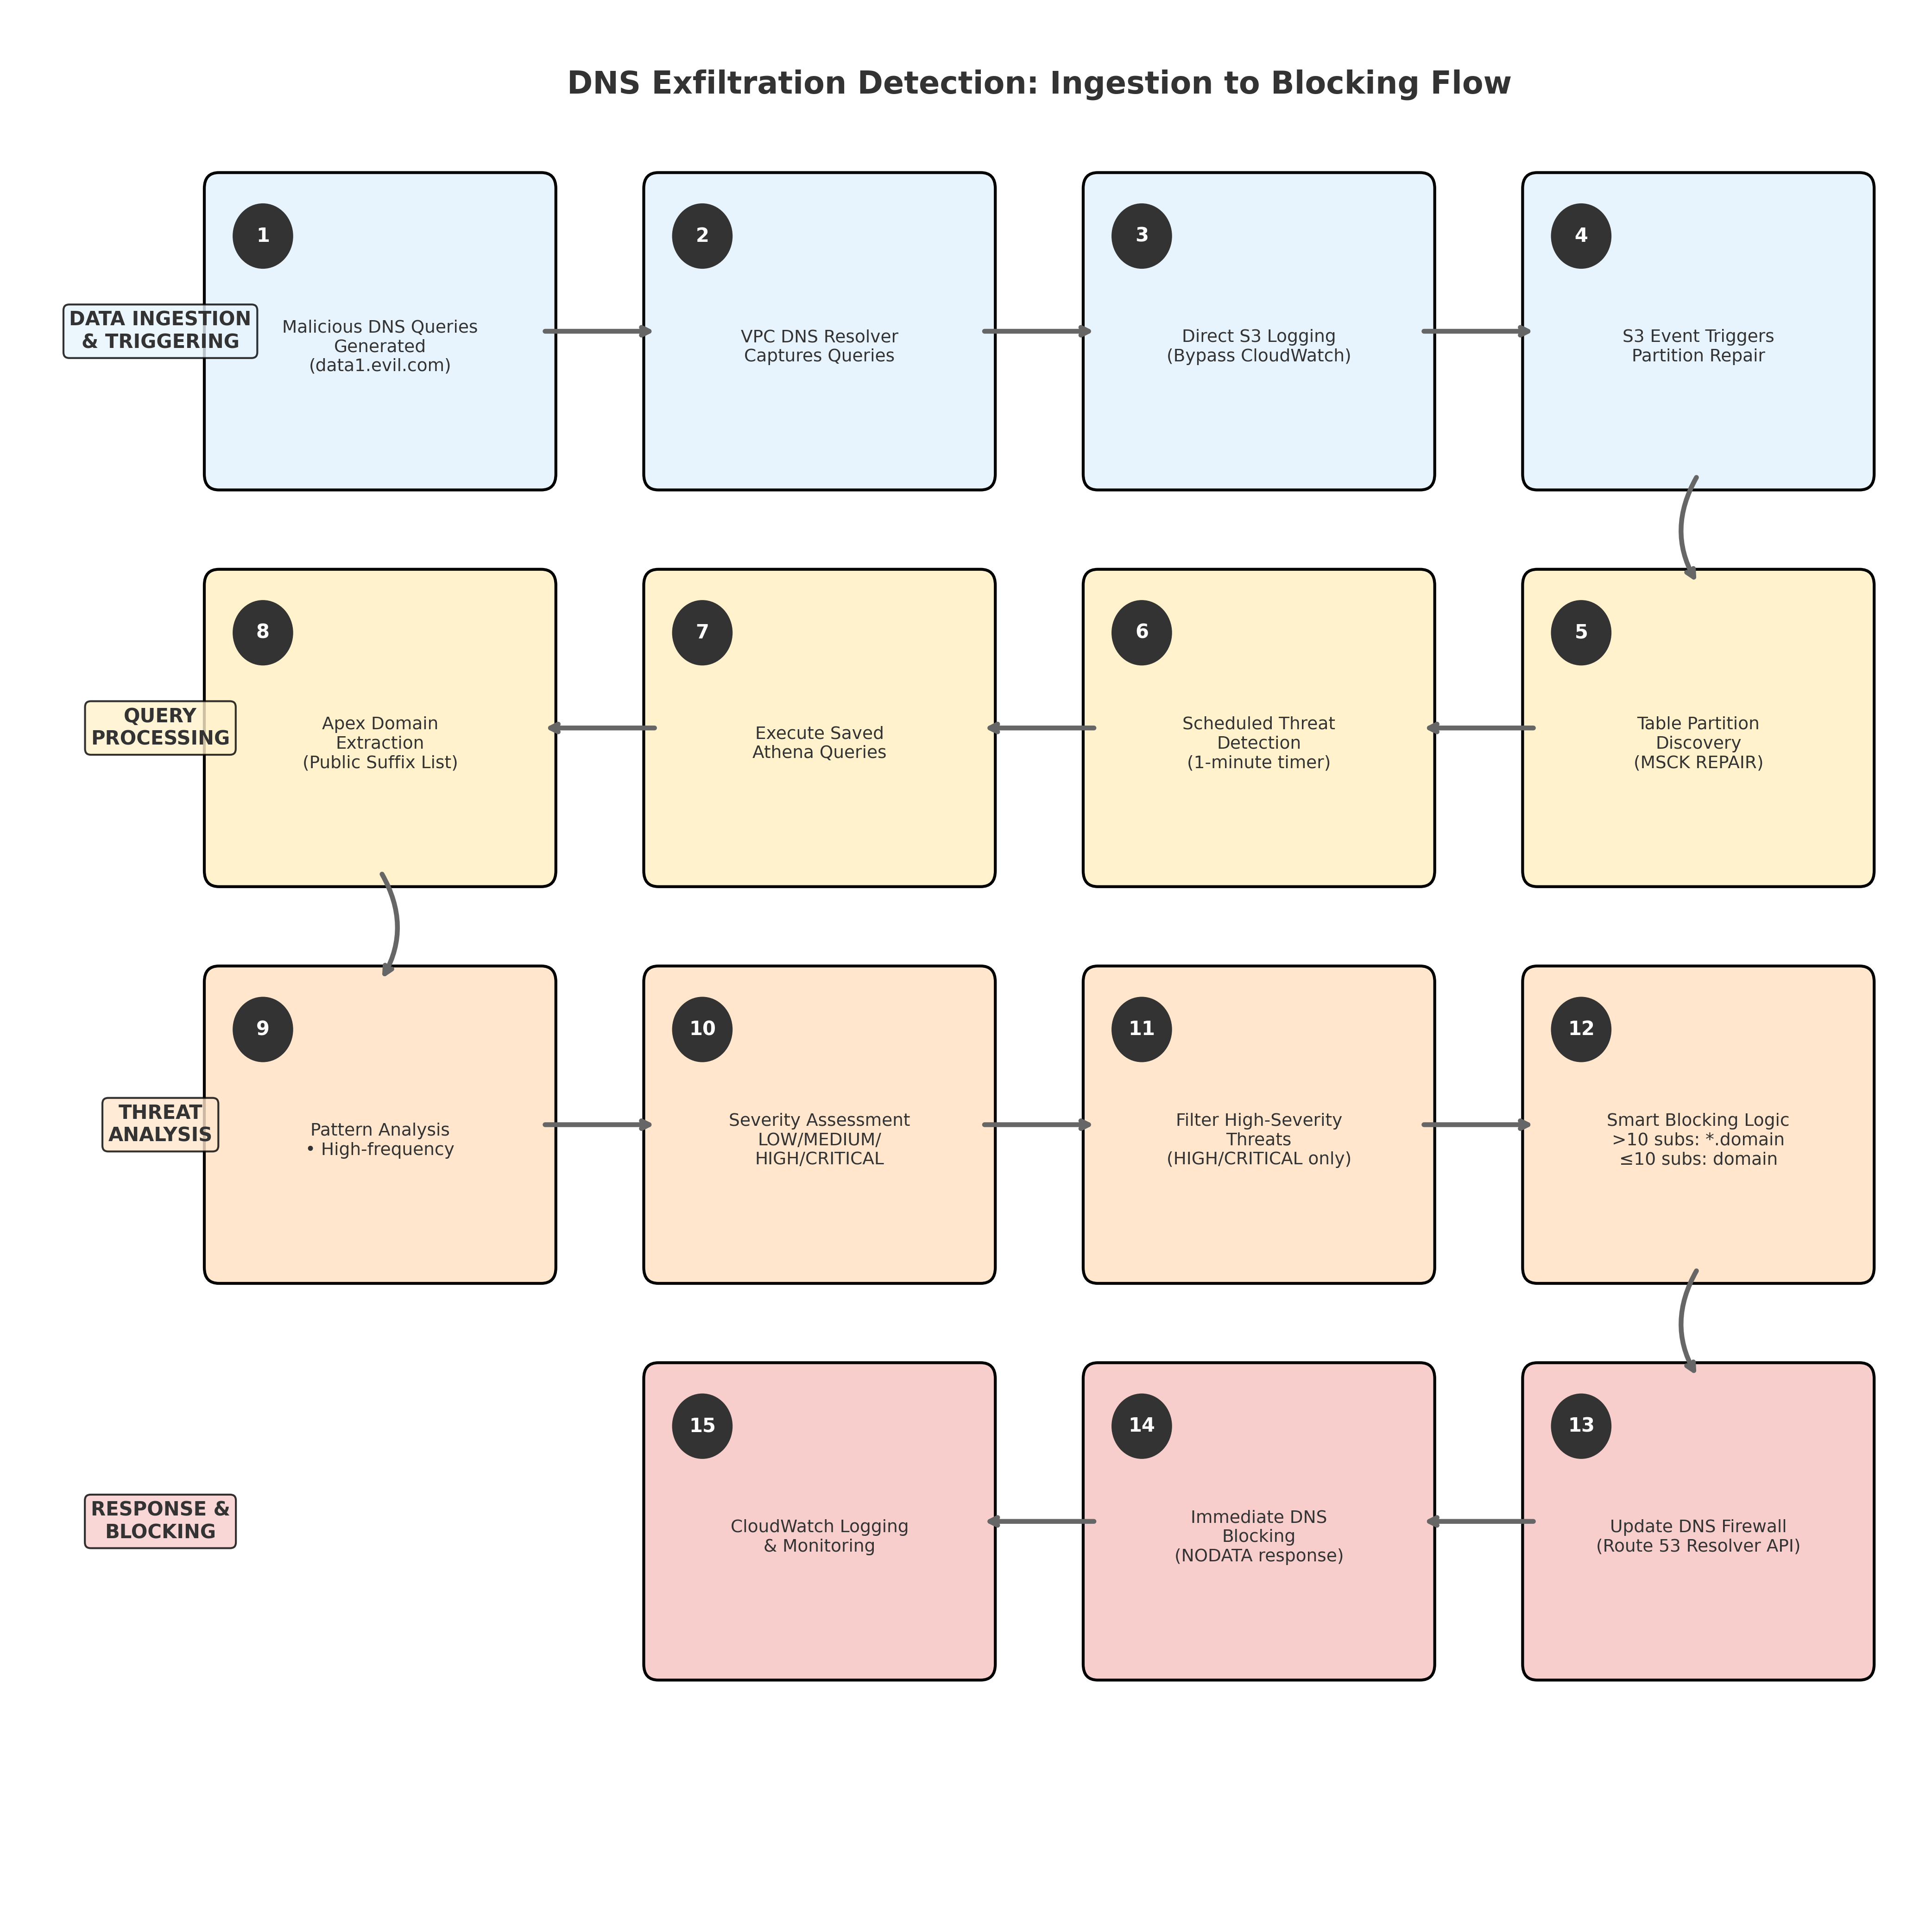 DNS Exfiltration Detection: Ingestion to Blocking Flow
DATA INGESTION
& TRIGGERING
1
Malicious DNS Queries
Generated
(data1.evil.com)
2
VPC DNS Resolver
Captures Queries
3
Direct S3 Logging
(Bypass CloudWatch)
4
S3 Event Triggers
Partition Repair
QUERY
PROCESSING
5
Table Partition
Discovery
(MSCK REPAIR)
6
Scheduled Threat
Detection
(1-minute timer)
7
Execute Saved
Athena Queries
8
Apex Domain
Extraction
(Public Suffix List)
THREAT
ANALYSIS
9
Pattern Analysis
• High-frequency
10
Severity Assessment
LOW/MEDIUM/
HIGH/CRITICAL
11
Filter High-Severity
Threats
(HIGH/CRITICAL only)
12
Smart Blocking Logic
>10 subs: *.domain
≤10 subs: domain
RESPONSE &
BLOCKING
13
Update DNS Firewall
(Route 53 Resolver API)
14
Immediate DNS
Blocking
(NODATA response)
15
CloudWatch Logging
& Monitoring